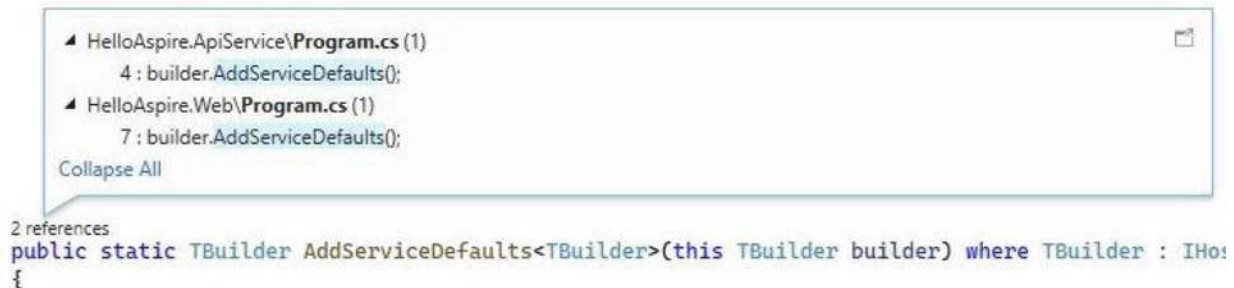 ◢ HelloAspire.ApiService\Program.cs (1)
4 : builder.AddServiceDefaults();
◢ HelloAspire.Web\Program.cs (1)
7 : builder.AddServiceDefaults();
Collapse All
2 references
public static TBuilder AddServiceDefaults<TBuilder>(this TBuilder builder) where TBuilder : IHos
{